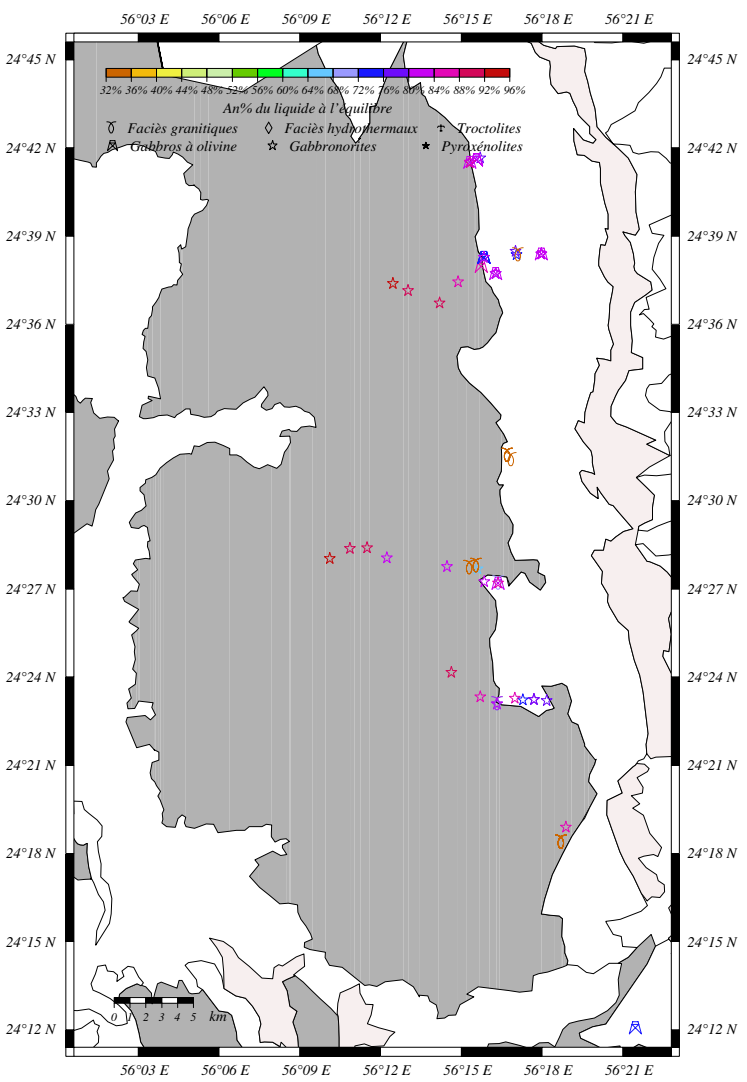 56°03 E 56°06 E 56°09 E 56°12 E 56°15 E 56°18 E 56°21 E
24°45 N 24°45 N
32% 36% 40% 44% 48% 52% 56% 60% 64% 68% 72% 76% 80% 84% 88% 92% 96%
An% du liquide à l'équilibre
Faciès granitiques Faciès hydrothermaux Troctolites
Gabbros à olivine Gabbronorites Pyroxénolites
24°42 N 24°42 N
24°39 N 24°39 N
24°36 N 24°36 N
24°33 N 24°33 N
24°30 N 24°30 N
24°27 N 24°27 N
24°24 N 24°24 N
24°21 N 24°21 N
24°18 N 24°18 N
24°15 N 24°15 N
0 1 2 3 4 5 km
24°12 N 24°12 N
56°03 E 56°06 E 56°09 E 56°12 E 56°15 E 56°18 E 56°21 E